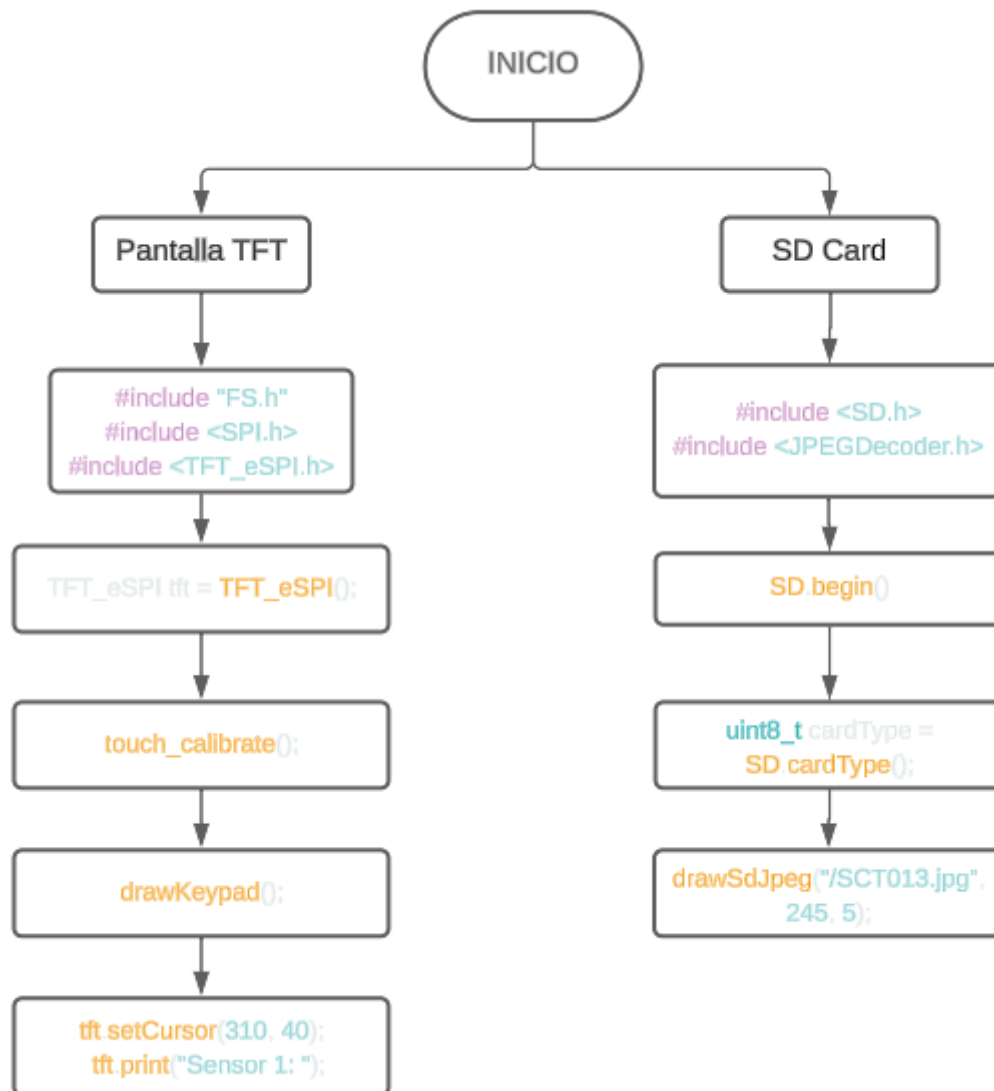 INICIO
Pantalla TFT
#include "FS.h"
#include <SPI.h>
#include <TFT_eSPI.h>
TFT_eSPI tft = TFT_eSPI();
touch_calibrate();
drawKeypad();
tft.setCursor(310, 40);
tft.print("Sensor 1: ");
SD Card
#include <SD.h>
#include <JPEGDecoder.h>
SD.begin()
uint8_t cardType =
SD.cardType();
drawSdJpeg("/SCT013.jpg",
245, 5);